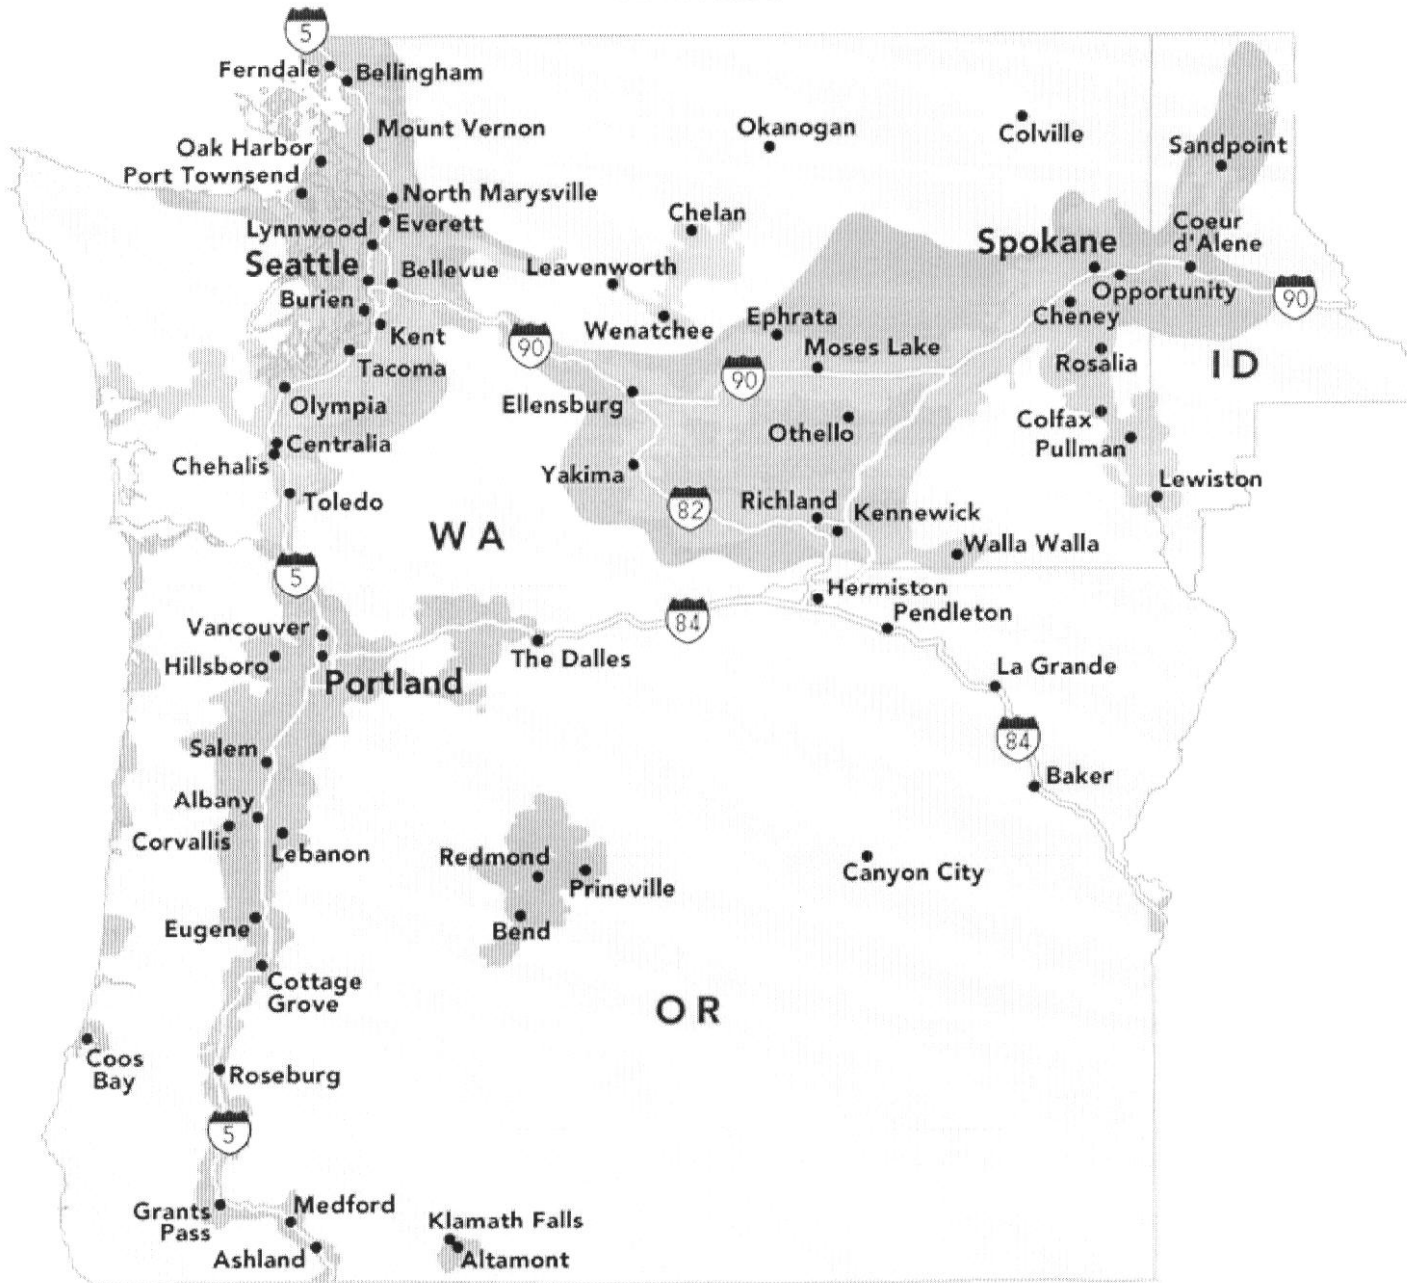 5
Ferndale
Bellingham
Mount Vernon
Okanogan
Colville
Oak Harbor
Sandpoint
Port Townsend
North Marysville
Chelan
Everett
Lynnwood
Coeur
d'Alene
Spokane
Seattle
Bellevue
Leavenworth
Opportunity
90
Burien
Kent
Wenatchee
Ephrata
Cheney
90
Moses Lake
Tacoma
Rosalia
ID
90
Olympia
Ellensburg
Othello
Colfax
Centralia
Pullman
Chehalis
Yakima
Lewiston
Toledo
82
Richland
Kennewick
WA
Walla Walla
5
Hermiston
Pendleton
84
Vancouver
Hillsboro
The Dalles
La Grande
Portland
84
Salem
Baker
Albany
Corvallis
Lebanon
Redmond
Prineville
Canyon City
Eugene
Bend
Cottage
Grove
OR
Coos
Bay
Roseburg
5
Grants
Pass
Medford
Klamath Falls
Ashland
Altamont